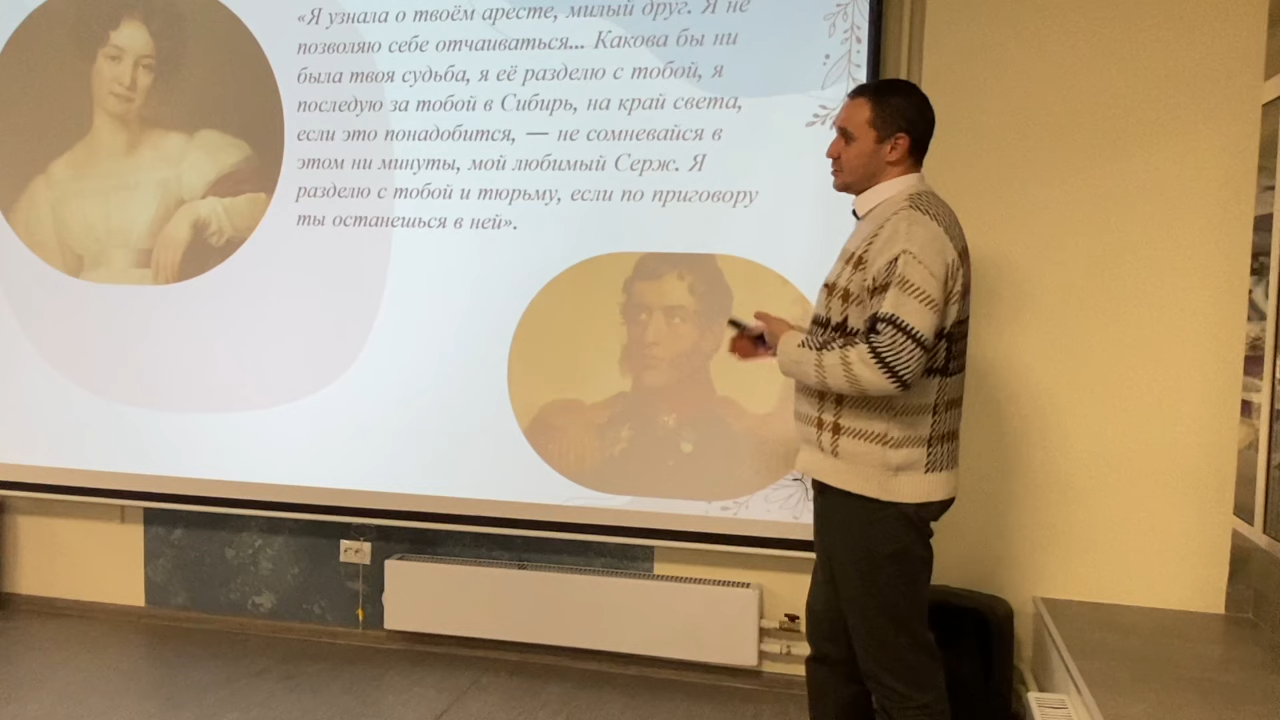 «Я узнала о твоём аресте, милый друг. Я не
позволяю себе отчаиваться... Какова бы ни
была твоя судьба, я её разделю с тобой, я
последую за тобой в Сибирь, на край света,
если это понадобится, — не сомневайся в
этом ни минуты, мой любимый Серж. Я
разделю с тобой и тюрьму, если по приговору
ты останешься в ней».